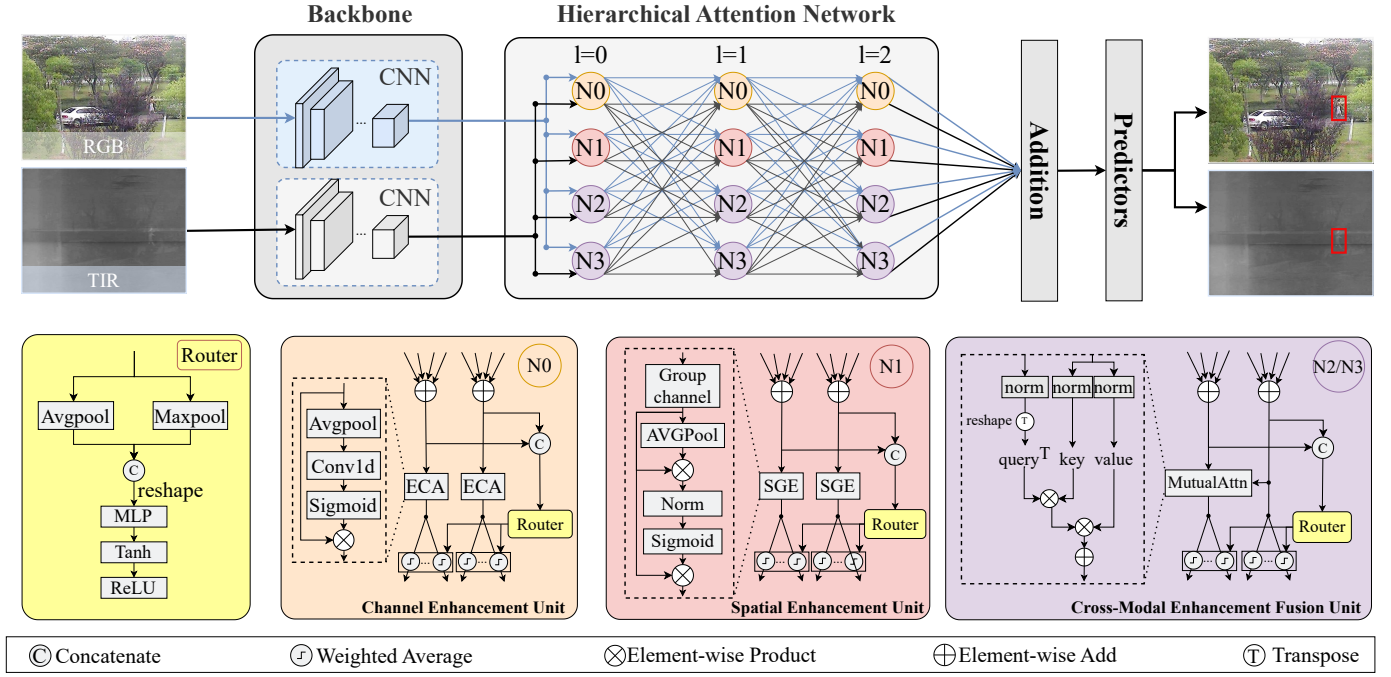 Backbone
Hierarchical Attention Network
RGB
TIR
CNN
...
CNN
...
l=0 l=1 l=2
N0 N0 N0
N1 N1 N1
N2 N2 N2
N3 N3 N3
Addition
Predictors
Router
Avgpool Maxpool
C
reshape
MLP
Tanh
ReLU
N0
Avgpool
Conv1d
Sigmoid
C
ECA ECA
Router
... ...
Channel Enhancement Unit
N1
Group
channel
AVGPool
Norm
Sigmoid
C
SGE SGE
Router
... ...
Spatial Enhancement Unit
N2/N3
norm norm norm
reshape T
query^T key value
C
MutualAttn
Router
... ...
Cross-Modal Enhancement Fusion Unit
C Concatenate Weighted Average Element-wise Product Element-wise Add T Transpose